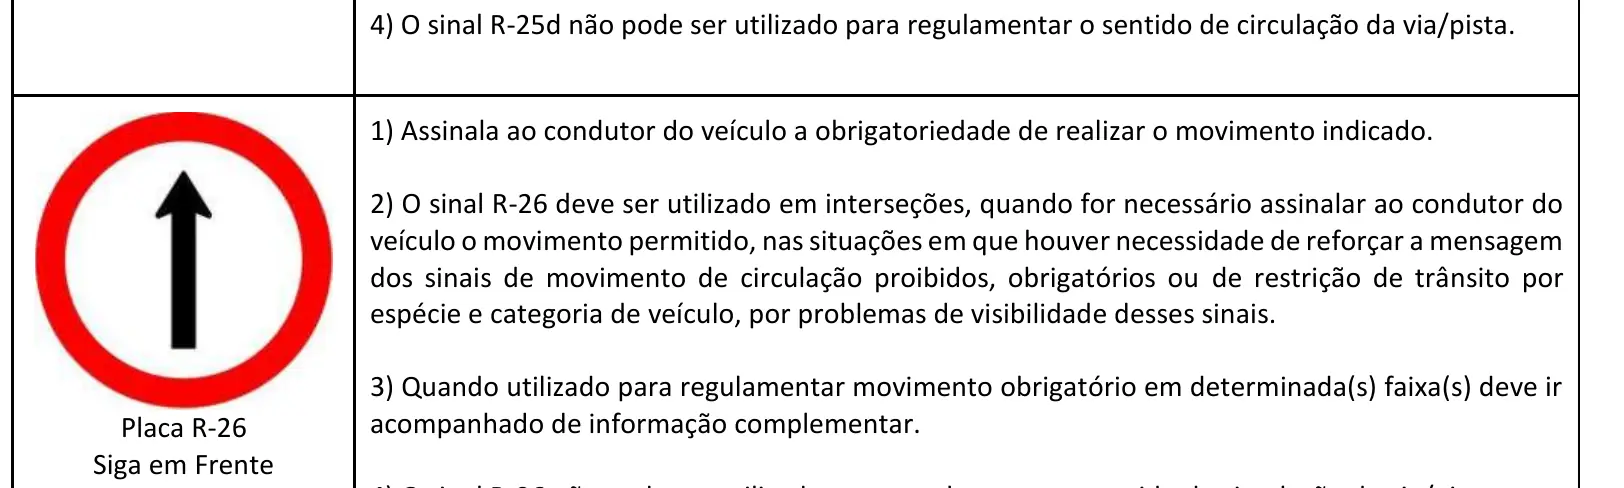 4) O sinal R-25d não pode ser utilizado para regulamentar o sentido de circulação da via/pista.
1) Assinala ao condutor do veículo a obrigatoriedade de realizar o movimento indicado.
2) O sinal R-26 deve ser utilizado em interseções, quando for necessário assinalar ao condutor do
veículo o movimento permitido, nas situações em que houver necessidade de reforçar a mensagem
dos sinais de movimento de circulação proibidos, obrigatórios ou de restrição de trânsito por
espécie e categoria de veículo, por problemas de visibilidade desses sinais.
3) Quando utilizado para regulamentar movimento obrigatório em determinada(s) faixa(s) deve ir
acompanhado de informação complementar.
Placa R-26
Siga em Frente